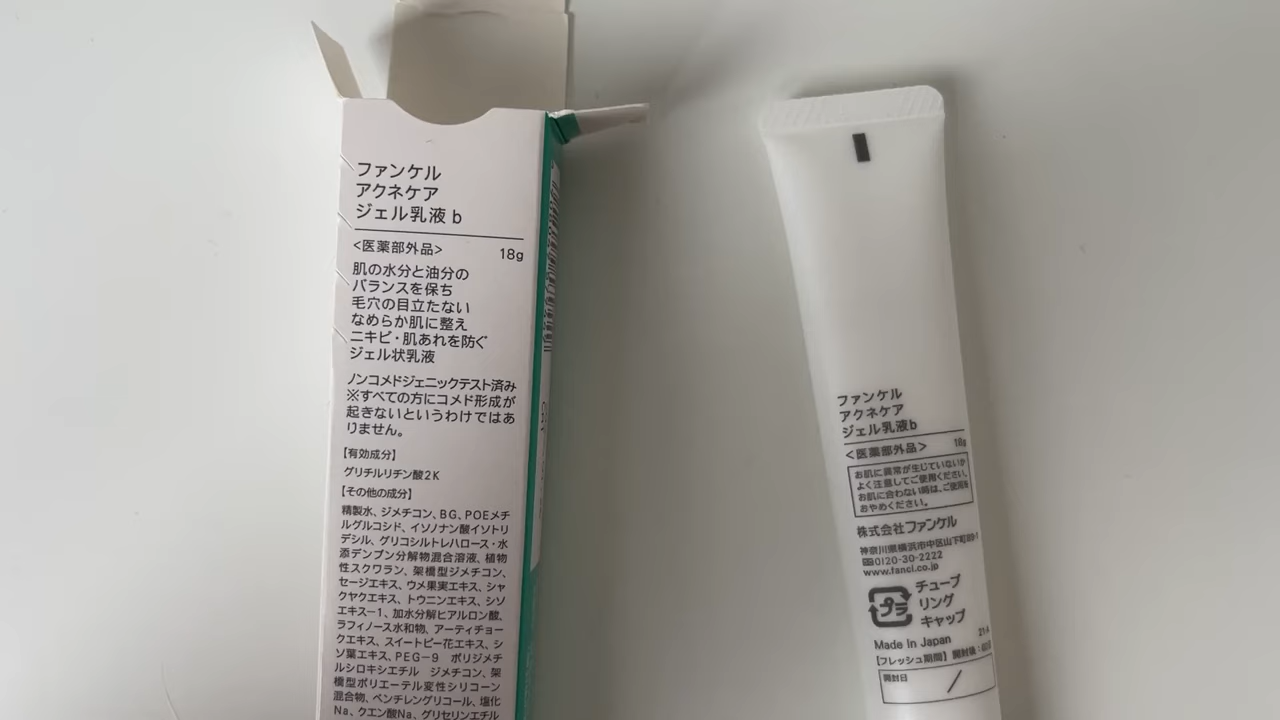 ファンケル
アクネケア
ジェル乳液 b
<医薬部外品> 18g
肌の水分と油分の
バランスを保ち
毛穴の目立たない
なめらか肌に整え
ニキビ・肌あれを防ぐ
ジェル状乳液
ノンコメドジェニックテスト済み
※すべての方にコメド形成が
起きないというわけではあ
りません。
【有効成分】
グリチルリチン酸2K
【その他の成分】
精製水、ジメチコン、BG、POEメチ
ルグルコシド、イソノナン酸イソトリ
デシル、グリコシルトレハロース・水
添デンプン分解物混合溶液、植物
性スクワラン、架橋型ジメチコン、
セージエキス、ウメ果実エキス、シャ
クヤクエキス、トウニンエキス、シソ
エキス-1、加水分解ヒアルロン酸、
ラフィノース水和物、アーティチョー
クエキス、スイートピー花エキス、シ
ソ葉エキス、PEG-9 ポリジメチ
ルシロキシエチル ジメチコン、架
橋型ポリエーテル変性シリコーン
混合物、ペンチレングリコール、塩化
Na、クエン酸Na、グリセリンエチル
ファンケル
アクネケア
ジェル乳液b
<医薬部外品> 18g
お肌に異常が生じていないか
よく注意してご使用ください。
お肌に合わない時は、ご使用を
おやめください。
株式会社ファンケル
神奈川県横浜市中区山下町89-1
0120-30-2222
www.fancl.co.jp
プラ
チューブ
リング
キャップ
Made In Japan
【フレッシュ期間】開封後：
開封日 /